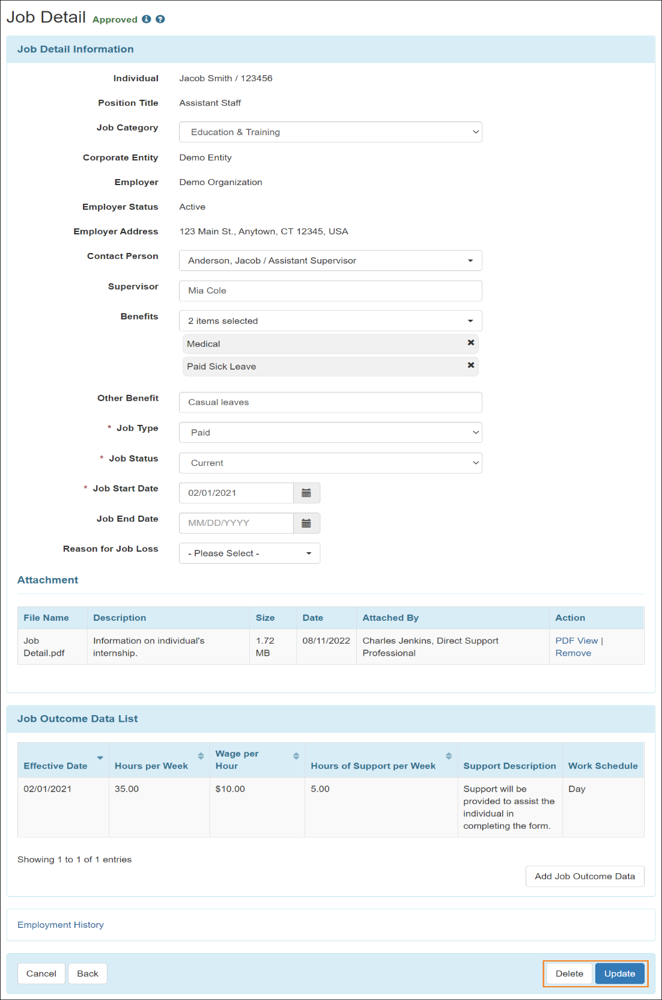 Job Detail Approved
Job Detail Information
Individual Jacob Smith / 123456
Position Title Assistant Staff
Job Category Education & Training
Corporate Entity Demo Entity
Employer Demo Organization
Employer Status Active
Employer Address 123 Main St., Anytown, CT 12345, USA
Contact Person Anderson, Jacob / Assistant Supervisor
Supervisor Mia Cole
Benefits 2 items selected
Medical ✖
Paid Sick Leave ✖
Other Benefit Casual leaves
* Job Type Paid
* Job Status Current
* Job Start Date 02/01/2021
Job End Date MM/DD/YYYY
Reason for Job Loss - Please Select -
Attachment
File Name Description Size Date Attached By Action
Job Information on individual's 1.72 08/11/2022 Charles Jenkins, Direct Support PDF View |
Detail.pdf internship. MB Professional Remove
Job Outcome Data List
Wage per
Effective Date Hours per Week Hour Hours of Support per Week Support Description Work Schedule
02/01/2021 35.00 $10.00 5.00 Support will be Day
provided to assist the
individual in
completing the form.
Showing 1 to 1 of 1 entries
Add Job Outcome Data
Employment History
Cancel Back Delete Update